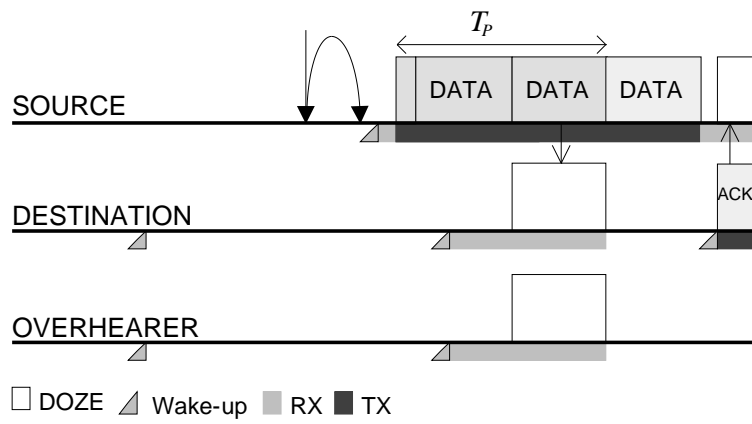 T_P
DATA DATA DATA
SOURCE
ACK
DESTINATION
OVERHEARER
DOZE Wake-up RX TX